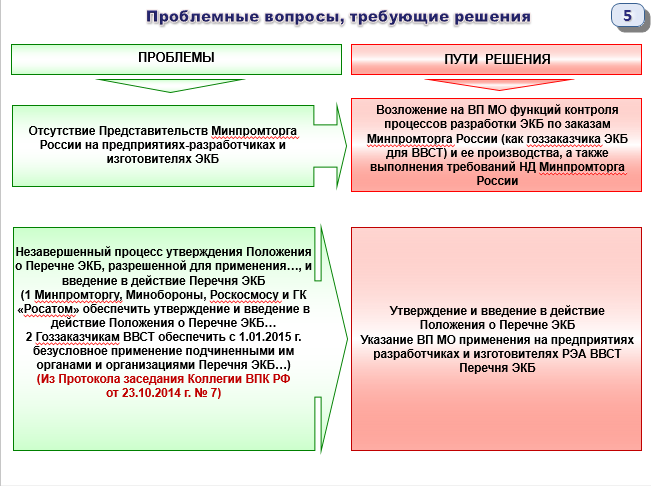 Проблемные вопросы, требующие решения
5
ПРОБЛЕМЫ
ПУТИ РЕШЕНИЯ
Отсутствие Представительств Минпромторга
России на предприятиях-разработчиках и
изготовителях ЭКБ
Возложение на ВП МО функций контроля
процессов разработки ЭКБ по заказам
Минпромторга России (как гоззаказчика ЭКБ
для ВВСТ) и ее производства, а также
выполнения требований НД Минпромторга
России
Незавершенный процесс утверждения Положения
о Перечне ЭКБ, разрешенной для применения…, и
введение в действие Перечня ЭКБ
(1 Минпромторгу, Минобороны, Роскосмосу и ГК
«Росатом» обеспечить утверждение и введение в
действие Положения о Перечне ЭКБ…
2 Гоззаказчикам ВВСТ обеспечить с 1.01.2015 г.
безусловное применение подчиненными им
органами и организациями Перечня ЭКБ…)
(Из Протокола заседания Коллегии ВПК РФ
от 23.10.2014 г. № 7)
Утверждение и введение в действие
Положения о Перечне ЭКБ
Указание ВП МО применения на предприятиях
разработчиках и изготовителях РЭА ВВСТ
Перечня ЭКБ